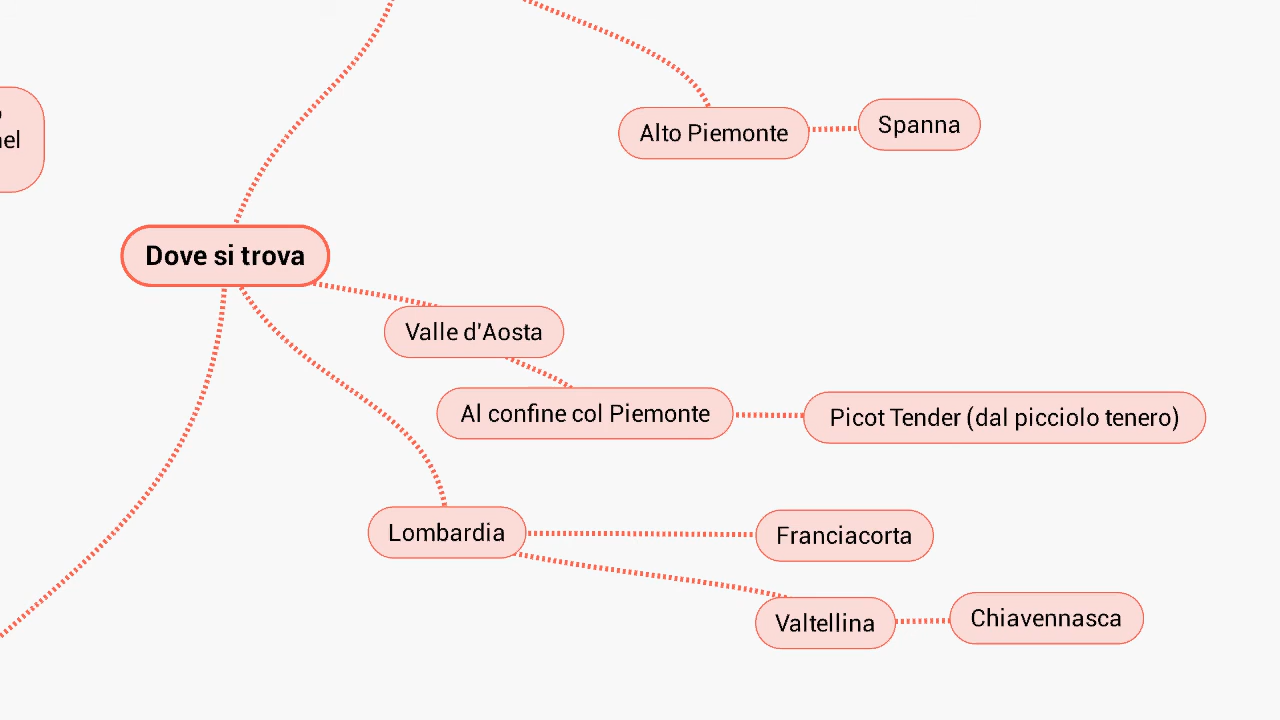 Alto Piemonte
Spanna
Dove si trova
Valle d'Aosta
Al confine col Piemonte
Picot Tender (dal picciolo tenero)
Lombardia
Franciacorta
Valtellina
Chiavennasca